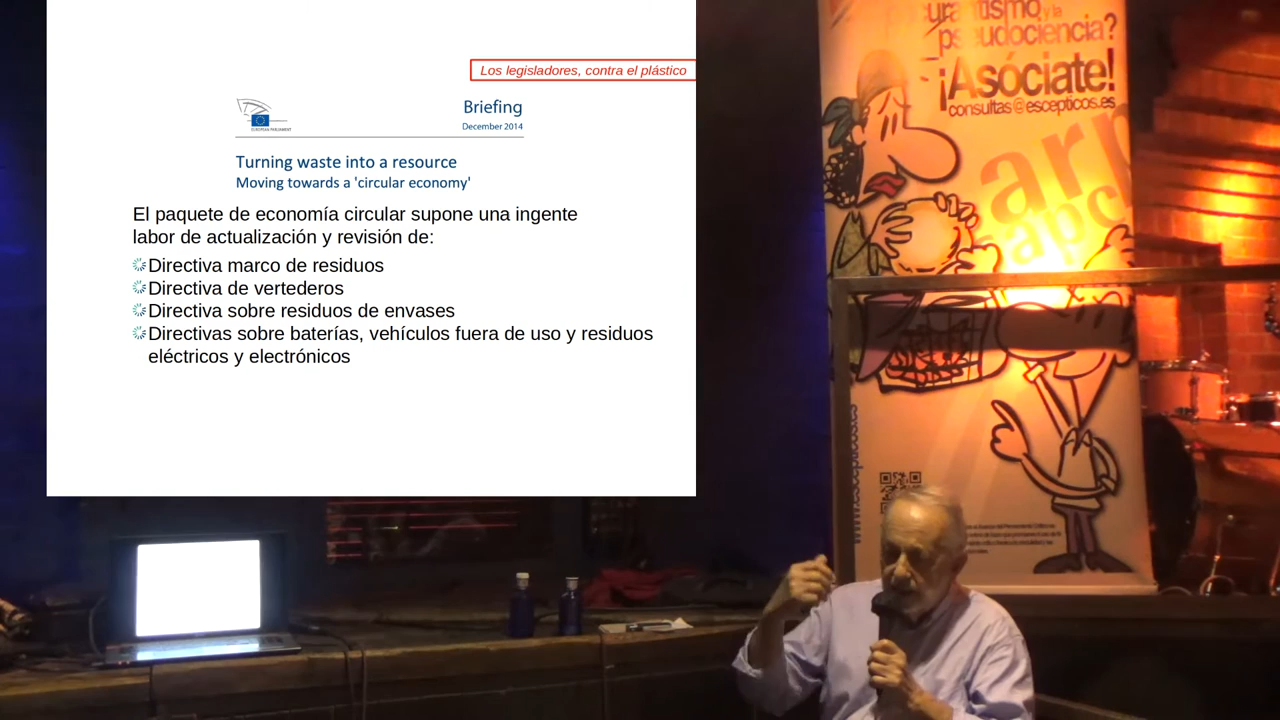 Los legisladores, contra el plástico
EUROPEAN PARLIAMENT
Briefing
December 2014
Turning waste into a resource
Moving towards a 'circular economy'
El paquete de economía circular supone una ingente
labor de actualización y revisión de:
Directiva marco de residuos
Directiva de vertederos
Directiva sobre residuos de envases
Directivas sobre baterías, vehículos fuera de uso y residuos
eléctricos y electrónicos
y la
pseudociencia?
¡Asóciate!
consultas@escepticos.es